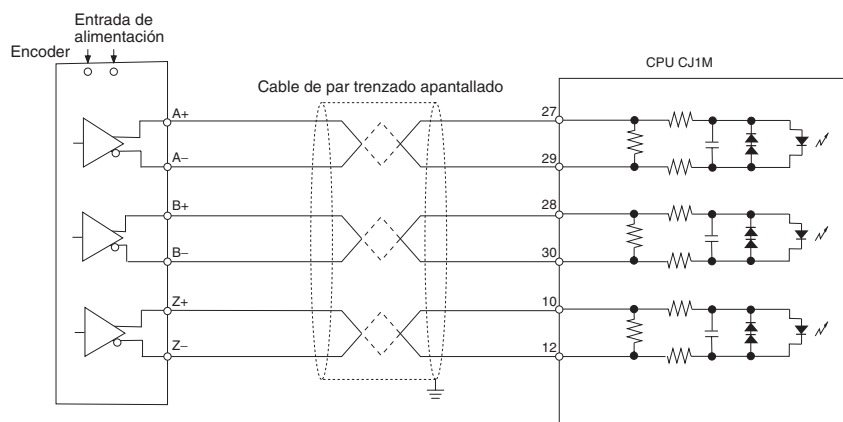 Entrada de
alimentación
Encoder
CPU CJ1M
Cable de par trenzado apantallado
A+
27
A−
29
B+
28
B−
30
Z+
10
Z−
12